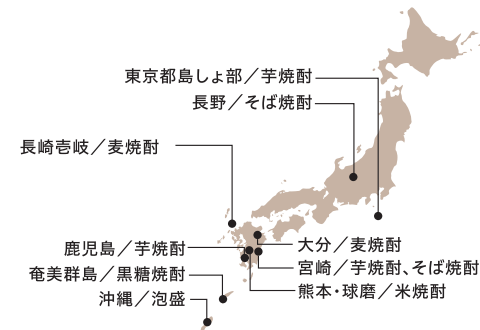 東京都島しょ部／芋焼酎
長野／そば焼酎
長崎壱岐／麦焼酎
鹿児島／芋焼酎
奄美群島／黒糖焼酎
沖縄／泡盛
大分／麦焼酎
宮崎／芋焼酎、そば焼酎
熊本・球磨／米焼酎